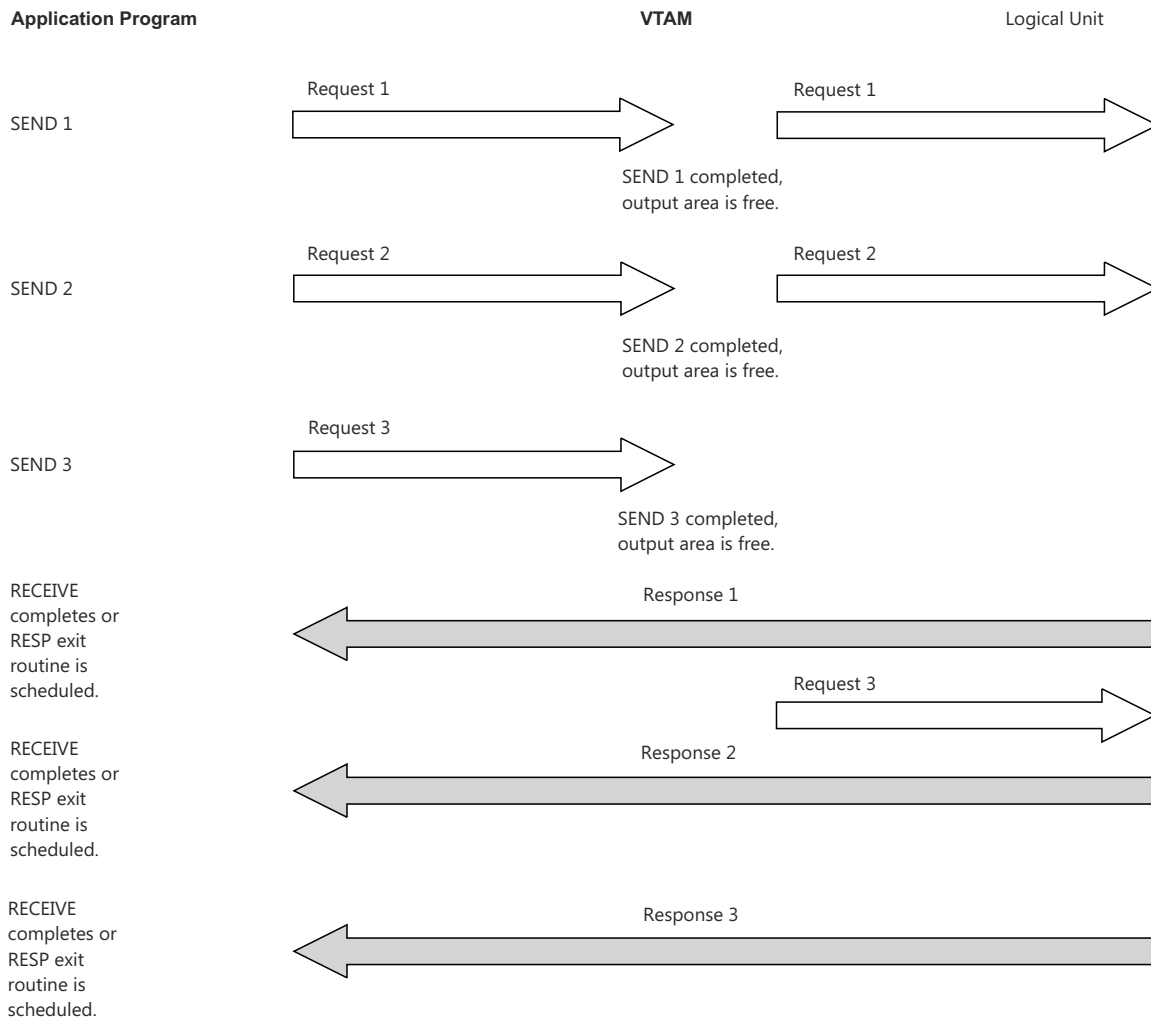 Application Program
VTAM
Logical Unit
Request 1
Request 1
SEND 1
SEND 1 completed,
output area is free.
Request 2
Request 2
SEND 2
SEND 2 completed,
output area is free.
Request 3
SEND 3
SEND 3 completed,
output area is free.
RECEIVE
completes or
RESP exit
routine is
scheduled.
Response 1
Request 3
RECEIVE
completes or
RESP exit
routine is
scheduled.
Response 2
RECEIVE
completes or
RESP exit
routine is
scheduled.
Response 3